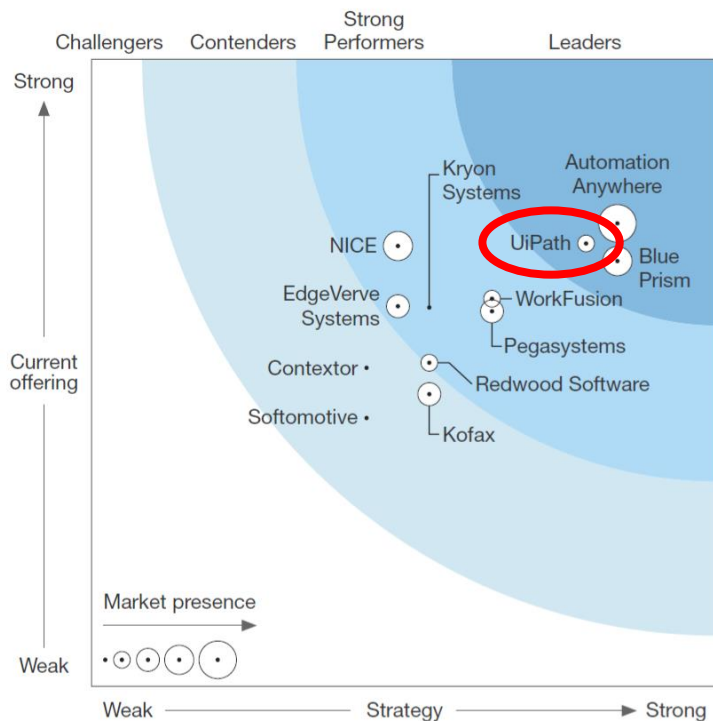 Strong
Challengers Contenders Performers Leaders
Strong
Automation
Anywhere
Kryon
Systems
UiPath
NICE
Blue
Prism
EdgeVerve
Systems
WorkFusion
Pegasystems
Current
offering
Contextor
Redwood Software
Softomotive
Kofax
Market presence
Weak
Weak Strategy Strong